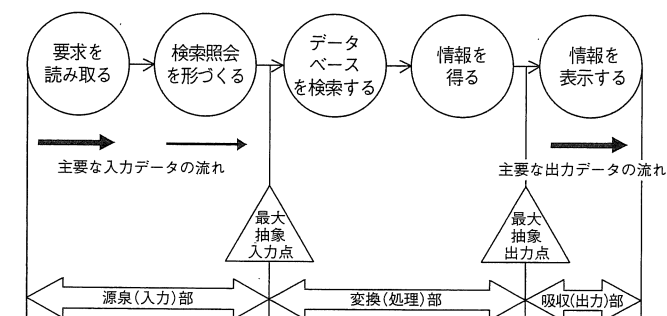 要求を
読み取る
検索照会
を形づくる
データ
ベース
を検索する
情報を
得る
情報を
表示する
主要な入力データの流れ
主要な出力データの流れ
最大
抽象
入力点
最大
抽象
出力点
源泉(入力)部
変換(処理)部
吸収(出力)部